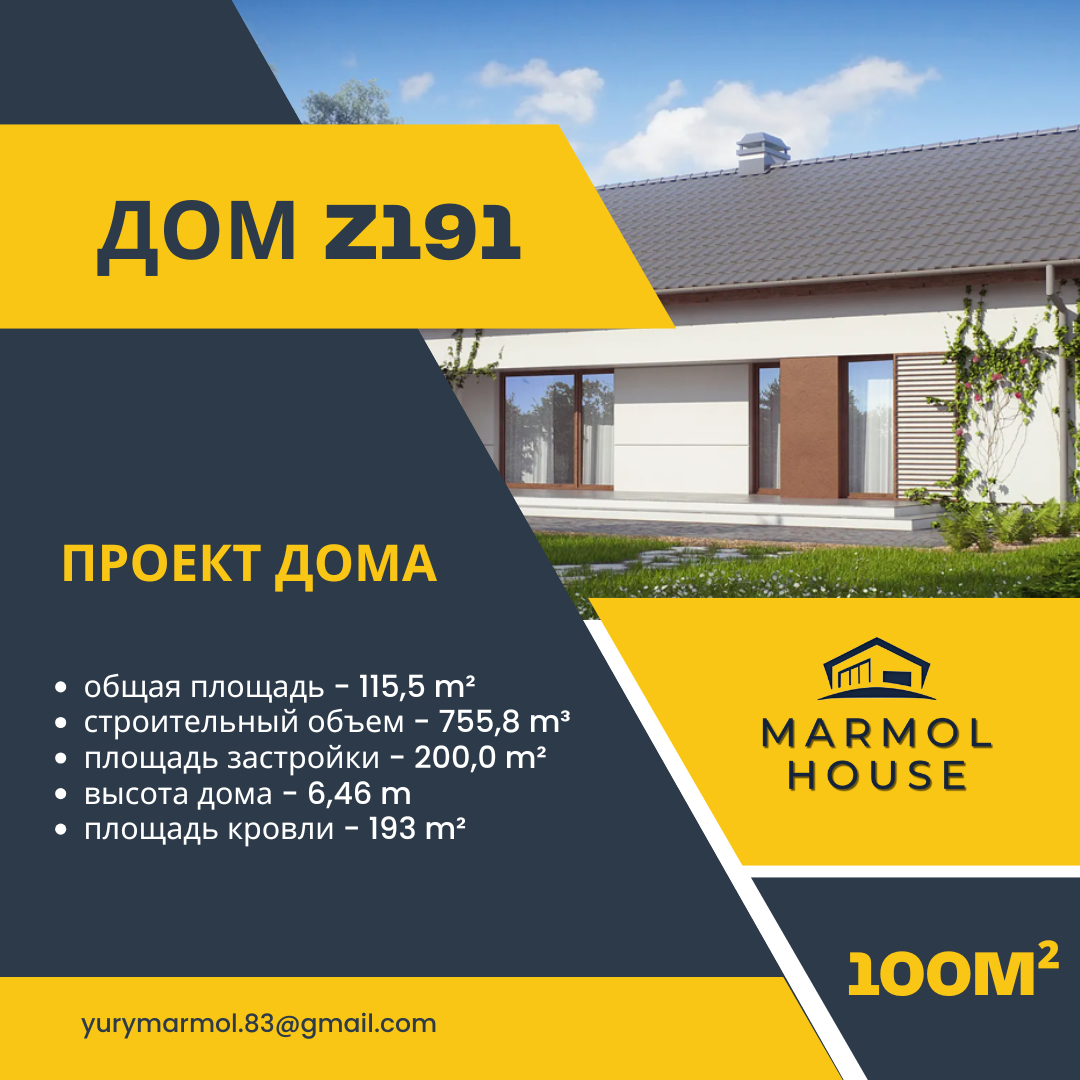 ДОМ Z191
ПРОЕКТ ДОМА
• общая площадь - 115,5 m²
• строительный объем - 755,8 m³
• площадь застройки - 200,0 m²
• высота дома - 6,46 m
• площадь кровли - 193 m²
MARMOL
HOUSE
100М²
yurymarmol.83@gmail.com